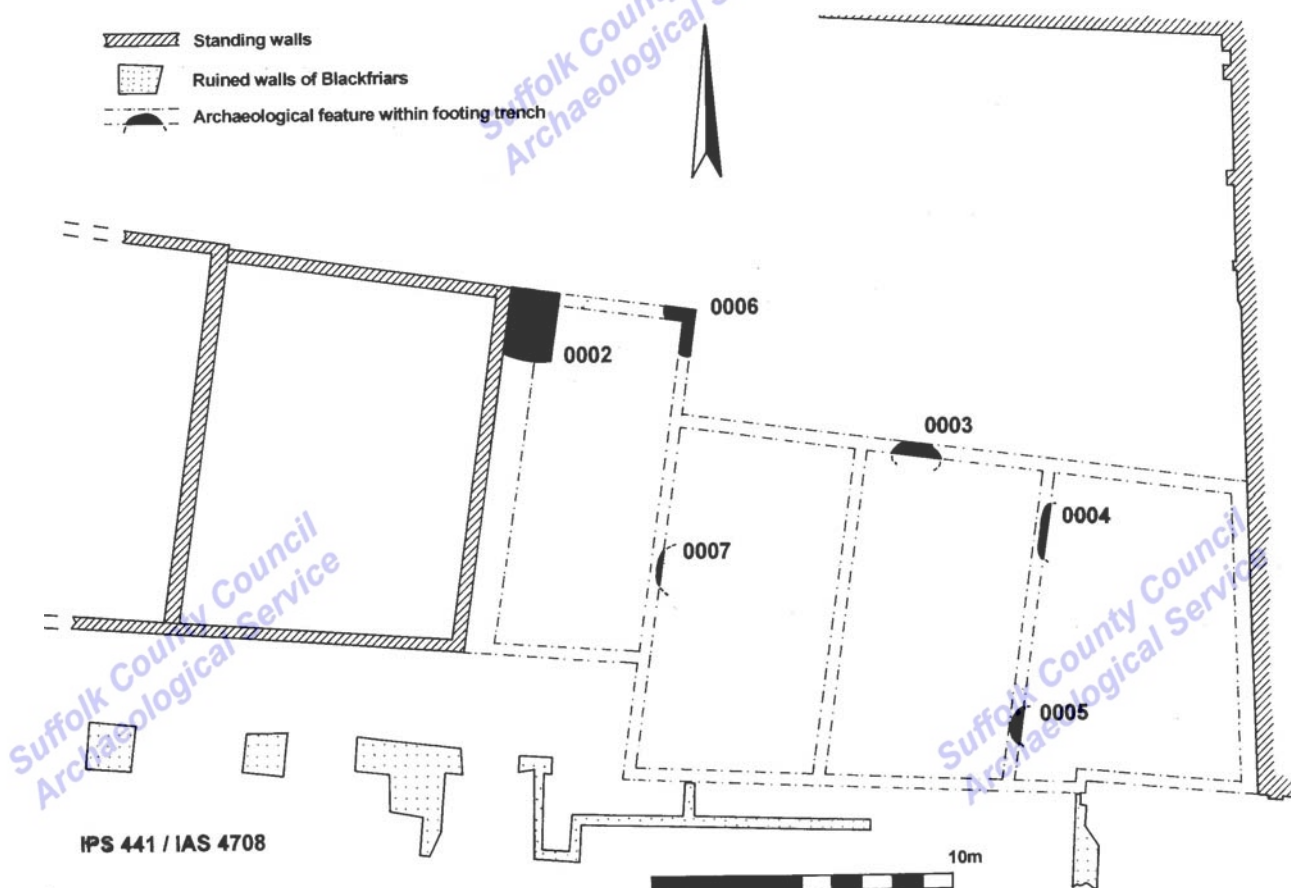 Standing walls
Ruined walls of Blackfriars
Archaeological feature within footing trench
Suffolk County Council
Archaeological Service
0006
0002
0003
0004
0007
0005
Suffolk County Council
Archaeological Service
Suffolk County Council
Archaeological Service
IPS 441 / IAS 4708
10m